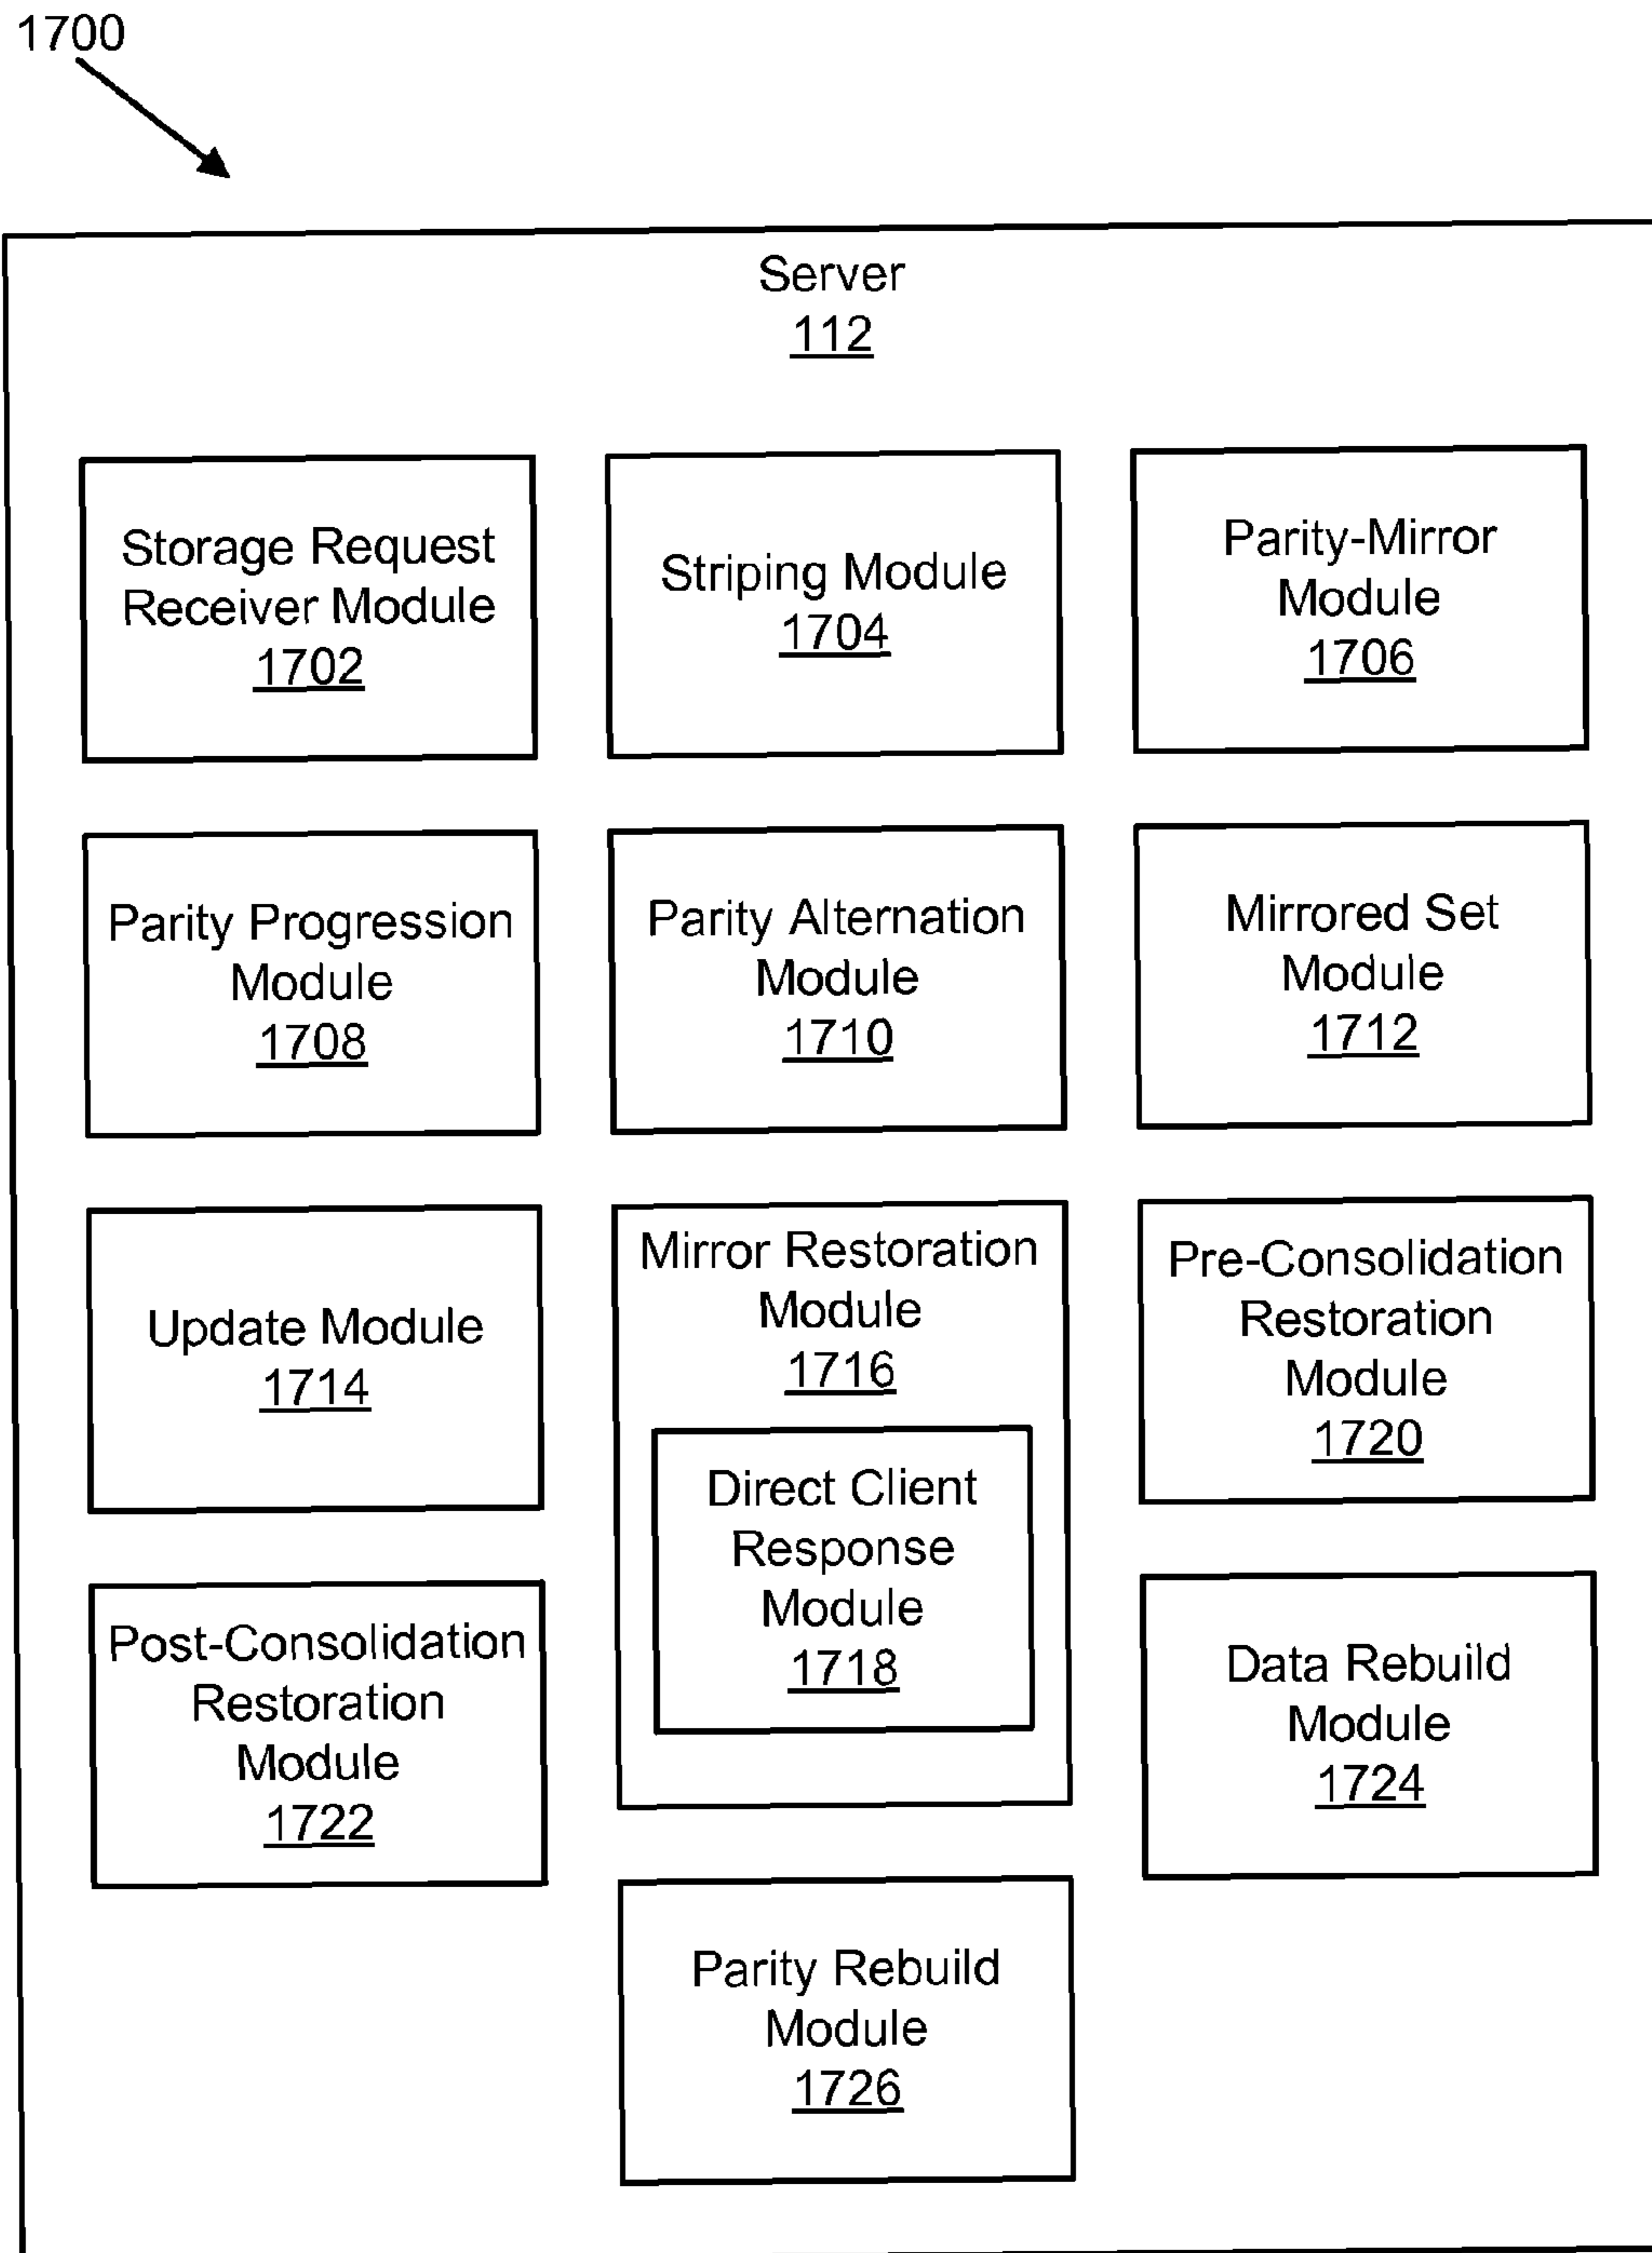 1700
Server
112
Storage Request
Receiver Module
1702
Striping Module
1704
Parity-Mirror
Module
1706
Parity Progression
Module
1708
Parity Alternation
Module
1710
Mirrored Set
Module
1712
Update Module
1714
Mirror Restoration
Module
1716
Direct Client
Response
Module
1718
Pre-Consolidation
Restoration
Module
1720
Post-Consolidation
Restoration
Module
1722
Data Rebuild
Module
1724
Parity Rebuild
Module
1726